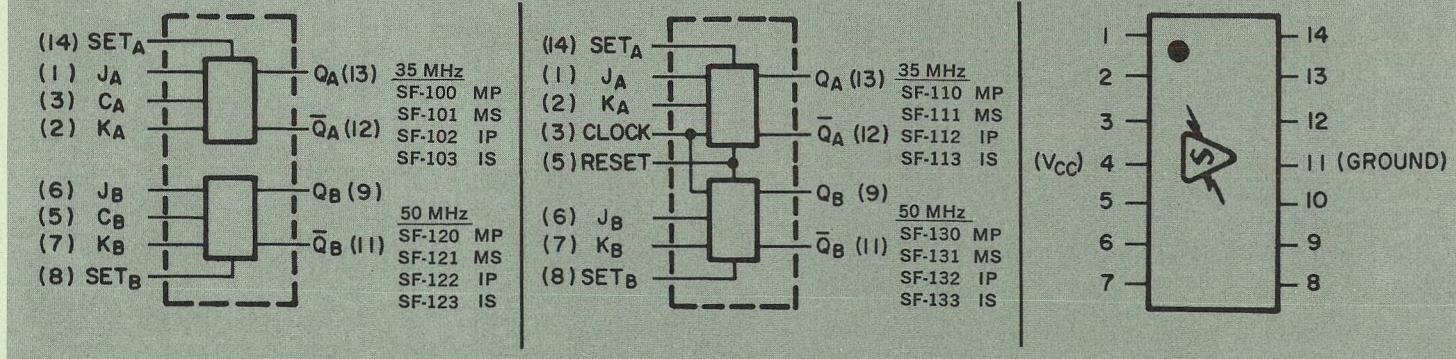 (14) SETA
(1) JA
(3) CA
(2) KA
QA (13)
Q̅A (12)
(6) JB
(5) CB
(7) KB
(8) SETB
QB (9)
Q̅B (11)
35 MHz
SF-100 MP
SF-101 MS
SF-102 IP
SF-103 IS
50 MHz
SF-120 MP
SF-121 MS
SF-122 IP
SF-123 IS
(14) SETA
(1) JA
(2) KA
(3) CLOCK
(5) RESET
(6) JB
(7) KB
(8) SETB
QA (13)
Q̅A (12)
QB (9)
Q̅B (11)
35 MHz
SF-110 MP
SF-111 MS
SF-112 IP
SF-113 IS
50 MHz
SF-130 MP
SF-131 MS
SF-132 IP
SF-133 IS
1 14
2 13
3 12
(VCC) 4 11 (GROUND)
5 10
6 9
7 8
S